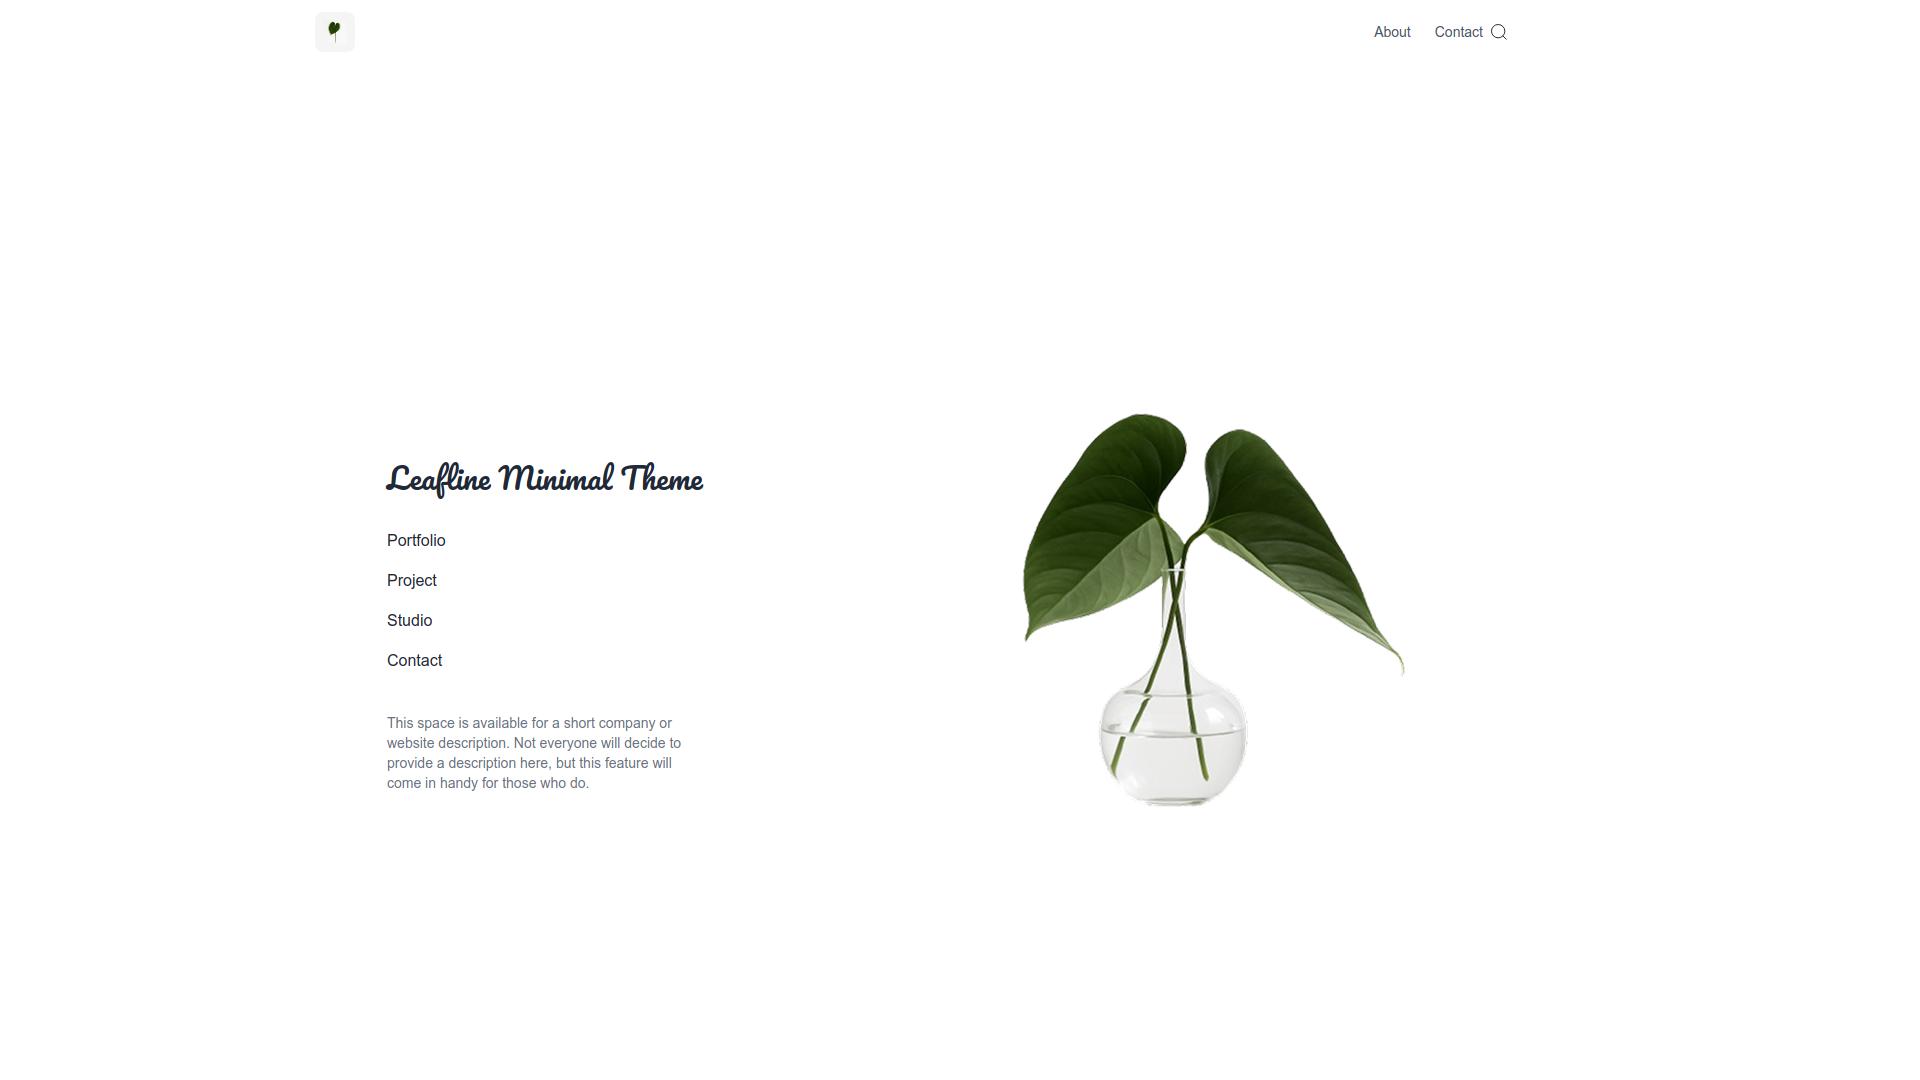 About
Contact
Leafline Minimal Theme
Portfolio
Project
Studio
Contact
This space is available for a short company or
website description. Not everyone will decide to
provide a description here, but this feature will
come in handy for those who do.